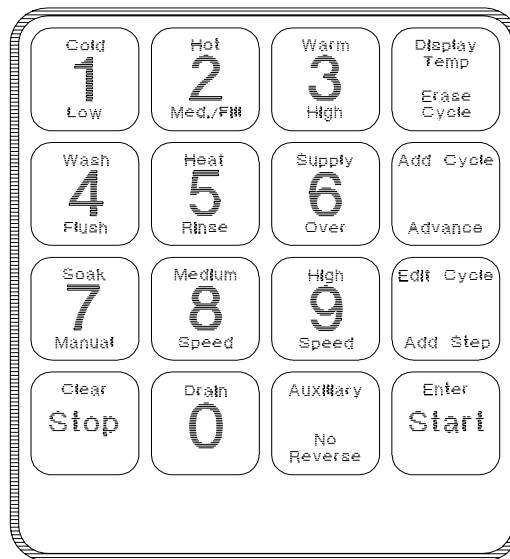 Cold
1
Low
Hot
2
Med./Fill
Warm
3
High
Display
Temp
Erase
Cycle
Wash
4
Flush
Heat
5
Rinse
Supply
6
Over
Add Cycle
Advance
Soak
7
Manual
Medium
8
Speed
High
9
Speed
Edit Cycle
Add Step
Clear
Stop
Drain
0
Auxiliary
No
Reverse
Enter
Start